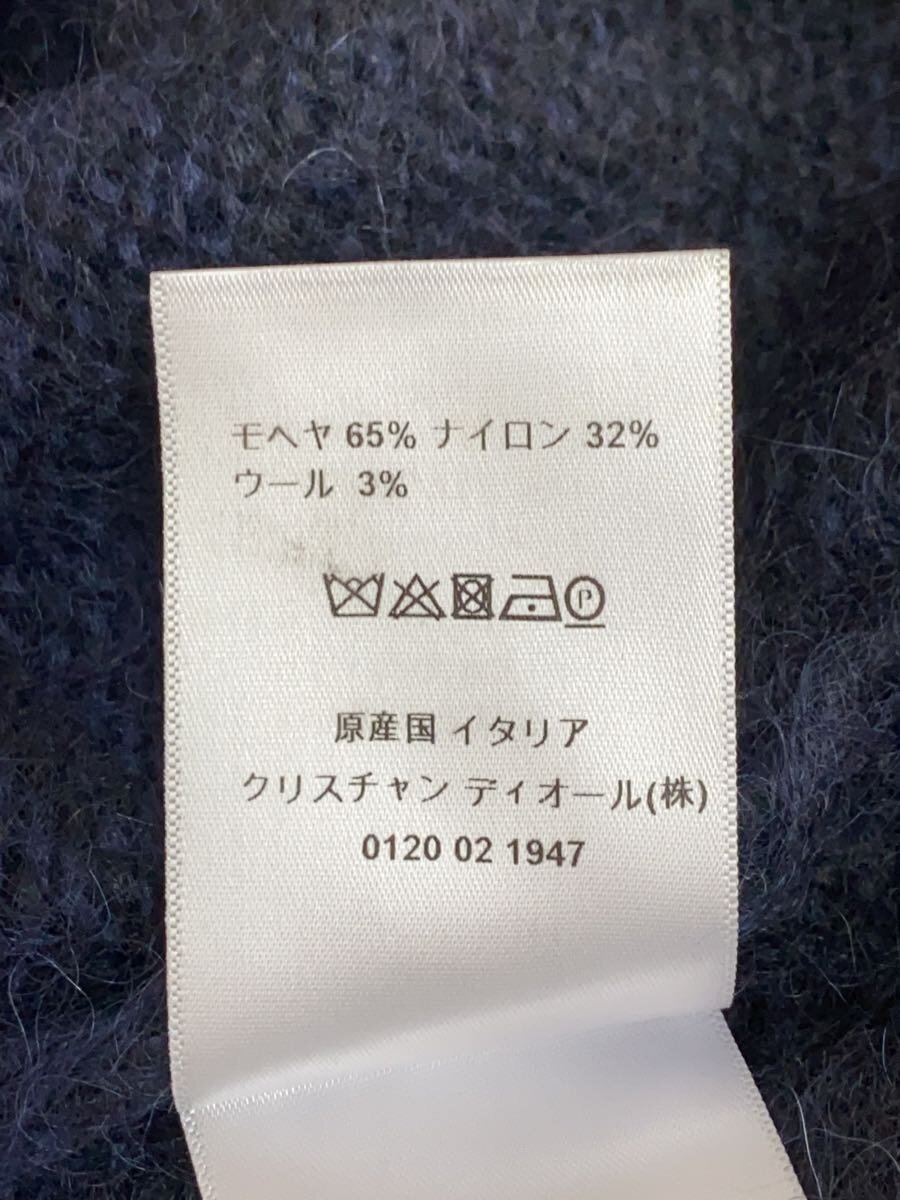 モヘヤ 65% ナイロン 32%
ウール 3%
P
原産国 イタリア
クリスチャン ディオール(株)
0120 02 1947